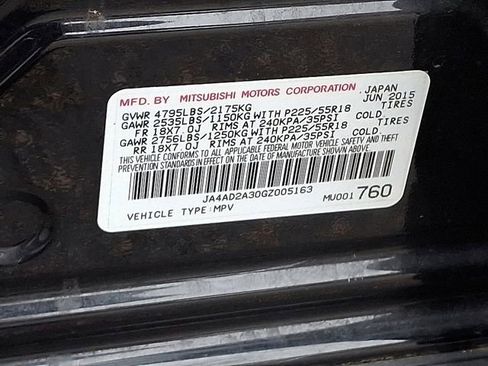 MFD. BY MITSUBISHI MOTORS CORPORATION JAPAN
GVWR 4795LBS/2175KG JUN 2015
GAWR 2535LBS/1150KG WITH P225/55R18 TIRES
FR 18X7.0J RIMS AT 240KPA/35PSI COLD
GAWR 2756LBS/1250KG WITH P225/55R18 TIRES
RR 18X7.0J RIMS AT 240KPA/35PSI COLD
THIS VEHICLE CONFORMS TO ALL APPLICABLE FEDERAL MOTOR VEHICLE SAFETY AND THEFT
PREVENTION STANDARDS IN EFFECT ON THE DATE OF MANUFACTURE SHOWN ABOVE.
JA4AD2A30GZ005163
VEHICLE TYPE:MPV MU001760